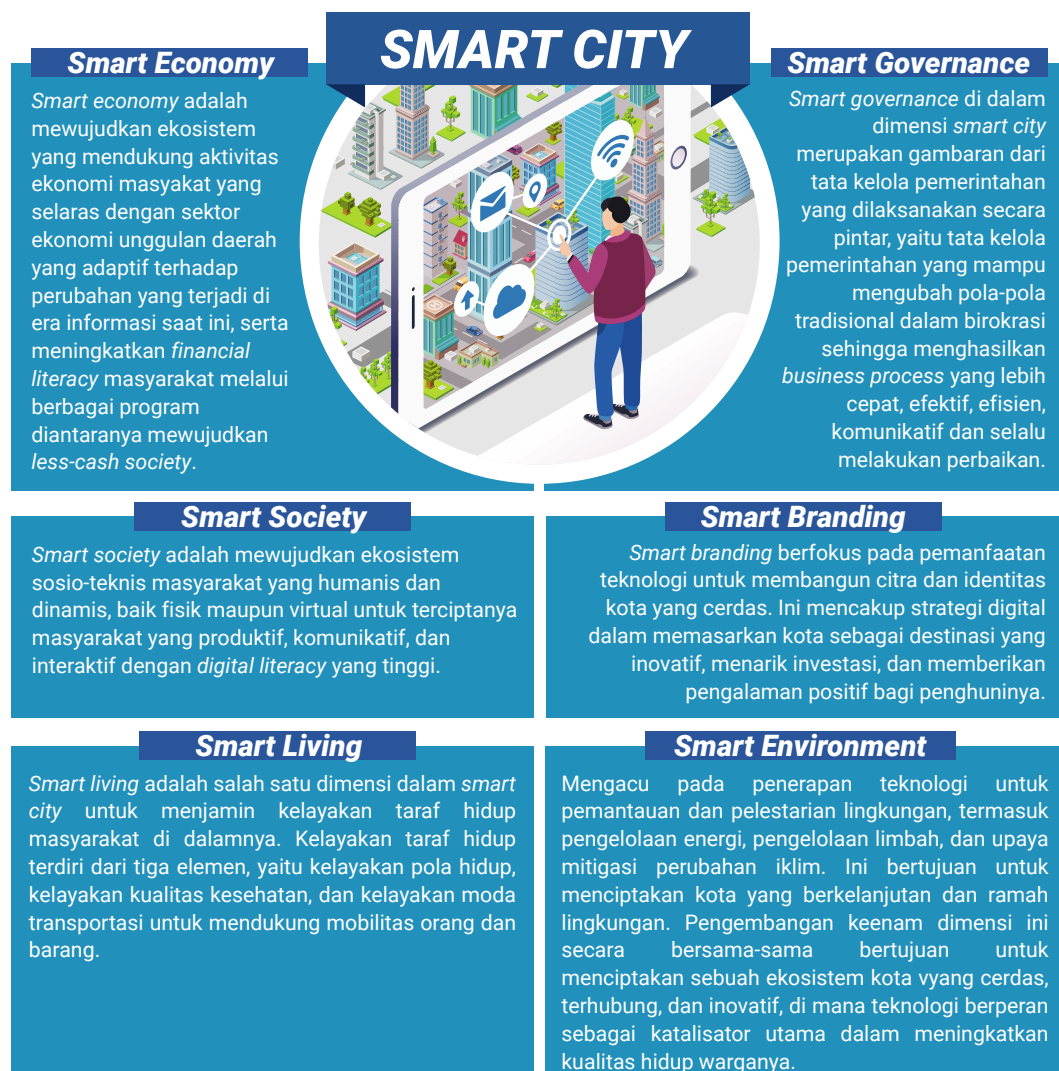 SMART CITY
Smart Economy
Smart economy adalah
mewujudkan ekosistem
yang mendukung aktivitas
ekonomi masyakat yang
selaras dengan sektor
ekonomi unggulan daerah
yang adaptif terhadap
perubahan yang terjadi di
era informasi saat ini, serta
meningkatkan financial
literacy masyarakat melalui
berbagai program
diantaranya mewujudkan
less-cash society.
Smart Governance
Smart governance di dalam
dimensi smart city
merupakan gambaran dari
tata kelola pemerintahan
yang dilaksanakan secara
pintar, yaitu tata kelola
pemerintahan yang mampu
mengubah pola-pola
tradisional dalam birokrasi
sehingga menghasilkan
business process yang lebih
cepat, efektif, efisien,
komunikatif dan selalu
melakukan perbaikan.
Smart Society
Smart society adalah mewujudkan ekosistem
sosio-teknis masyarakat yang humanis dan
dinamis, baik fisik maupun virtual untuk terciptanya
masyarakat yang produktif, komunikatif, dan
interaktif dengan digital literacy yang tinggi.
Smart Branding
Smart branding berfokus pada pemanfaatan
teknologi untuk membangun citra dan identitas
kota yang cerdas. Ini mencakup strategi digital
dalam memasarkan kota sebagai destinasi yang
inovatif, menarik investasi, dan memberikan
pengalaman positif bagi penghuninya.
Smart Living
Smart living adalah salah satu dimensi dalam smart
city untuk menjamin kelayakan taraf hidup
masyarakat di dalamnya. Kelayakan taraf hidup
terdiri dari tiga elemen, yaitu kelayakan pola hidup,
kelayakan kualitas kesehatan, dan kelayakan moda
transportasi untuk mendukung mobilitas orang dan
barang.
Smart Environment
Mengacu pada penerapan teknologi untuk
pemantauan dan pelestarian lingkungan, termasuk
pengelolaan energi, pengelolaan limbah, dan upaya
mitigasi perubahan iklim. Ini bertujuan untuk
menciptakan kota yang berkelanjutan dan ramah
lingkungan. Pengembangan keenam dimensi ini
secara bersama-sama bertujuan untuk
menciptakan sebuah ekosistem kota vyang cerdas,
terhubung, dan inovatif, di mana teknologi berperan
sebagai katalisator utama dalam meningkatkan
kualitas hidup warganya.